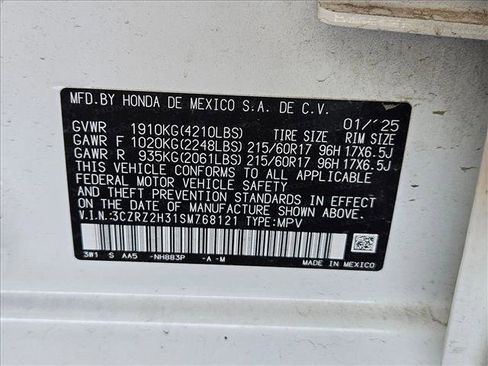 MFD.BY HONDA DE MEXICO S.A. DE C.V.
01/'25
GVWR 1910KG(4210LBS) TIRE SIZE RIM SIZE
GAWR F 1020KG(2248LBS) 215/60R17 96H 17X6.5J
GAWR R 935KG(2061LBS) 215/60R17 96H 17X6.5J
THIS VEHICLE CONFORMS TO ALL APPLICABLE
FEDERAL MOTOR VEHICLE SAFETY
AND THEFT PREVENTION STANDARDS IN EFFECT
ON THE DATE OF MANUFACTURE SHOWN ABOVE.
V.I.N.:3CZRZ2H31SM768121 TYPE:MPV
3W1 S AA5 -NH883P -A -M MADE IN MEXICO